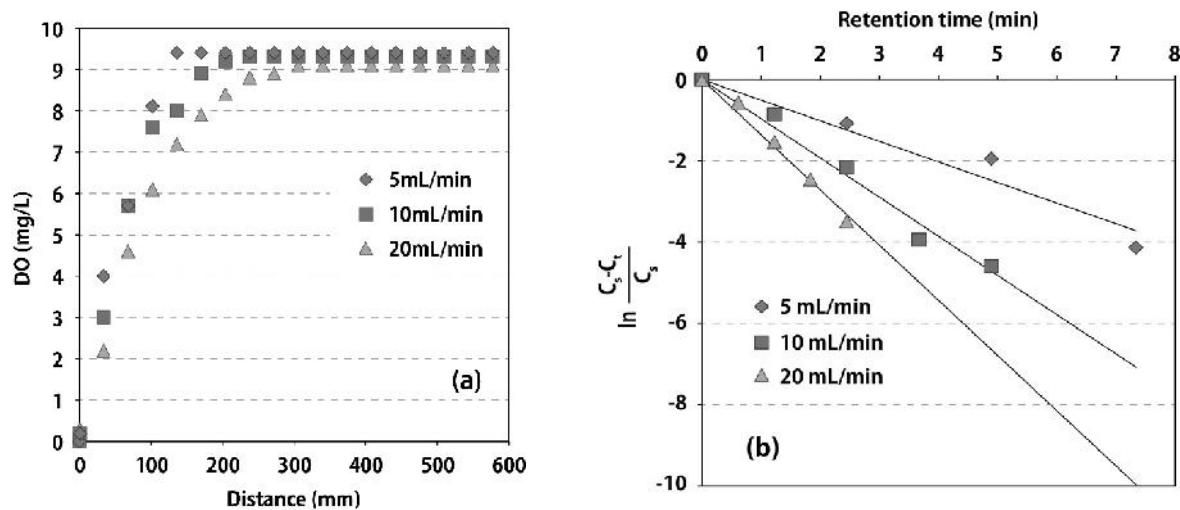 10
9
8
7
6
5
4
3
2
1
0
DO (mg/L)
5mL/min
10mL/min
20mL/min
(a)
0 100 200 300 400 500 600
Distance (mm)
Retention time (min)
0 1 2 3 4 5 6 7 8
0
-2
-4
-6
-8
-10
ln Cs-Ct
Cs
5 mL/min
10 mL/min
20 mL/min
(b)